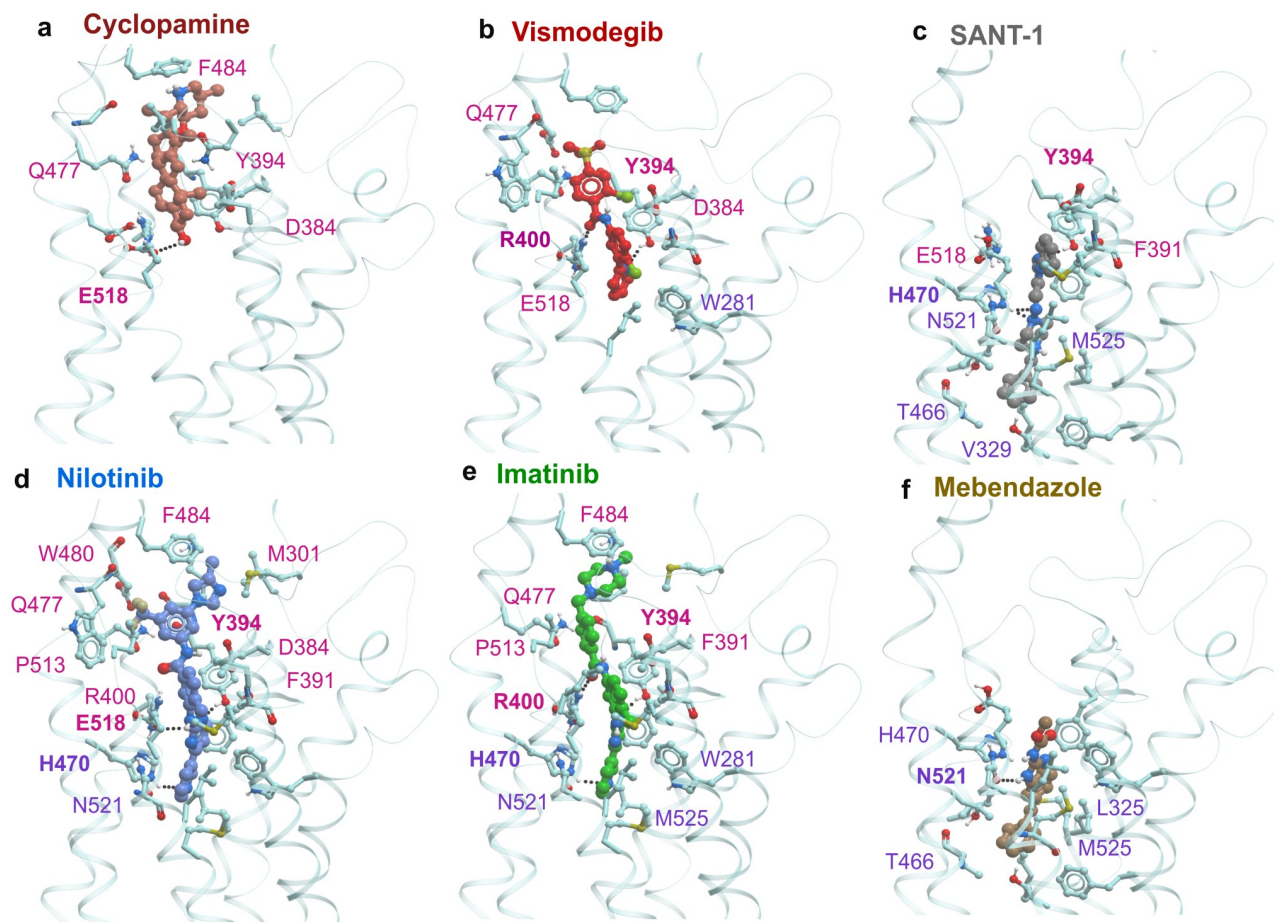 a Cyclopamine
F484
Q477
Y394
D384
E518
b Vismodegib
Q477
Y394
D384
R400
E518
W281
c SANT-1
Y394
E518
F391
H470
N521
M525
T466
V329
d Nilotinib
F484
W480
M301
Q477
Y394
P513
D384
F391
R400
E518
H470
N521
e Imatinib
F484
Q477
Y394
P513
F391
R400
H470
W281
N521
M525
f Mebendazole
H470
N521
L325
M525
T466